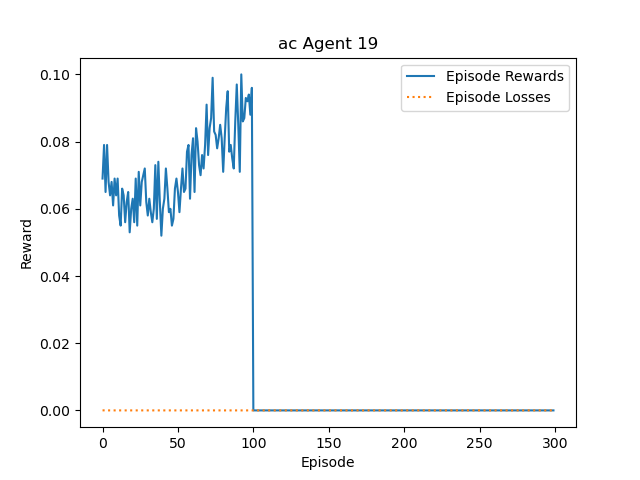 ac Agent 19
Episode Rewards
Episode Losses
0.10
0.08
0.06
0.04
0.02
0.00
Reward
0 50 100 150 200 250 300
Episode